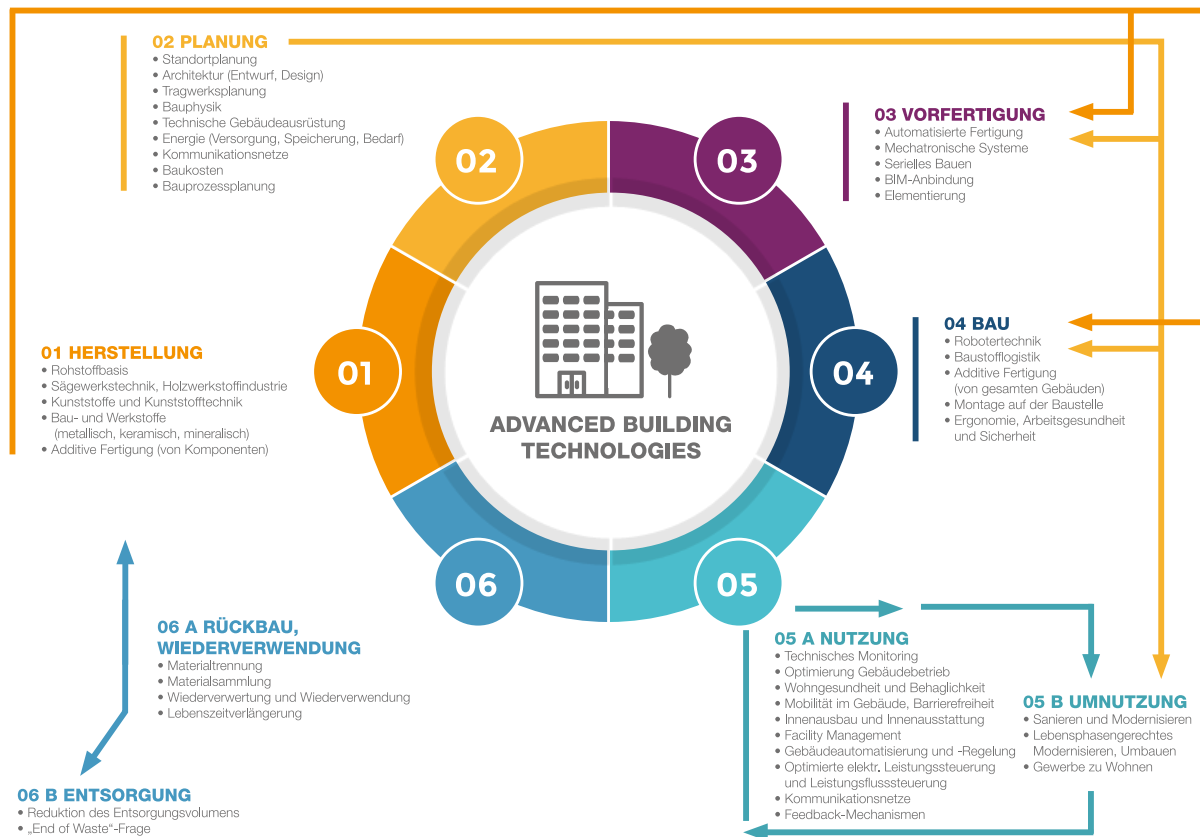 02 PLANUNG
• Standortplanung
• Architektur (Entwurf, Design)
• Tragwerksplanung
• Bauphysik
• Technische Gebäudeausrüstung
• Energie (Versorgung, Speicherung, Bedarf)
• Kommunikationsnetze
• Baukosten
• Bauprozessplanung
03 VORFERTIGUNG
• Automatisierte Fertigung
• Mechatronische Systeme
• Serielles Bauen
• BIM-Anbindung
• Elementierung
02
03
01 HERSTELLUNG
• Rohstoffbasis
• Sägewerkstechnik, Holzwerkstoffindustrie
• Kunststoffe und Kunststofftechnik
• Bau- und Werkstoffe
(metallisch, keramisch, mineralisch)
• Additive Fertigung (von Komponenten)
01
ADVANCED BUILDING
TECHNOLOGIES
04
04 BAU
• Robotertechnik
• Baustofflogistik
• Additive Fertigung
(von gesamten Gebäuden)
• Montage auf der Baustelle
• Ergonomie, Arbeitsgesundheit
und Sicherheit
06
05
06 A RÜCKBAU,
WIEDERVERWENDUNG
• Materialtrennung
• Materialsammlung
• Wiederverwertung und Wiederverwendung
• Lebenszeitverlängerung
05 A NUTZUNG
• Technisches Monitoring
• Optimierung Gebäudebetrieb
• Wohngesundheit und Behaglichkeit
• Mobilität im Gebäude, Barrierefreiheit
• Innenausbau und Innenausstattung
• Facility Management
• Gebäudeautomatisierung und -Regelung
• Optimierte elektr. Leistungssteuerung
und Leistungsflusssteuerung
• Kommunikationsnetze
• Feedback-Mechanismen
05 B UMNUTZUNG
• Sanieren und Modernisieren
• Lebensphasengerechtes
Modernisieren, Umbauen
• Gewerbe zu Wohnen
06 B ENTSORGUNG
• Reduktion des Entsorgungsvolumens
• „End of Waste“-Frage